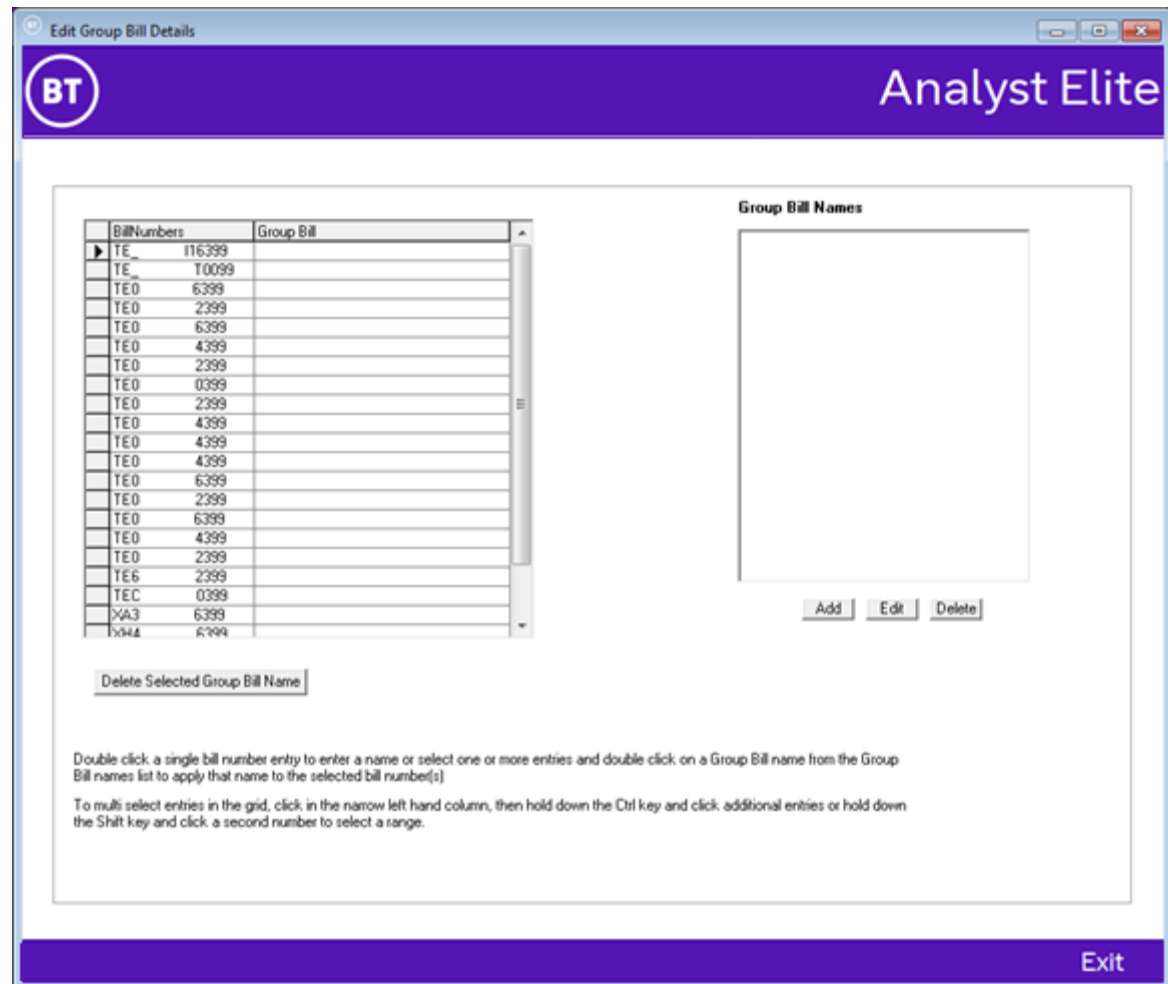 Edit Group Bill Details
BT
Analyst Elite
Group Bill Names
BillNumbers Group Bill
TE_ I16399
TE_ T0099
TE0 6399
TE0 2399
TE0 6399
TE0 4399
TE0 2399
TE0 0399
TE0 2399
TE0 4399
TE0 4399
TE0 4399
TE0 6399
TE0 2399
TE0 6399
TE0 4399
TE0 2399
TE6 2399
TEC 0399
XA3 6399
XH4 6399
Add Edit Delete
Delete Selected Group Bill Name
Double click a single bill number entry to enter a name or select one or more entries and double click on a Group Bill name from the Group
Bill names list to apply that name to the selected bill number(s)
To multi select entries in the grid, click in the narrow left hand column, then hold down the Ctrl key and click additional entries or hold down
the Shift key and click a second number to select a range.
Exit